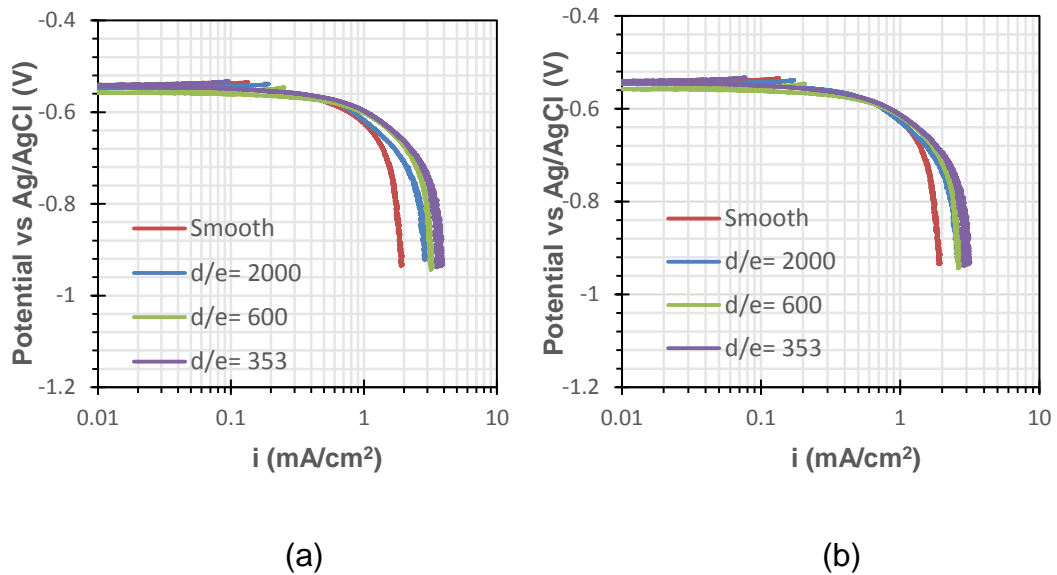 -0.4
-0.6
-0.8
-1
-1.2
Potential vs Ag/AgCl (V)
Smooth
d/e= 2000
d/e= 600
d/e= 353
0.01
0.1
1
10
i (mA/cm²)
(a)
-0.4
-0.6
-0.8
-1
-1.2
Potential vs Ag/AgCl (V)
Smooth
d/e= 2000
d/e= 600
d/e= 353
0.01
0.1
1
10
i (mA/cm²)
(b)